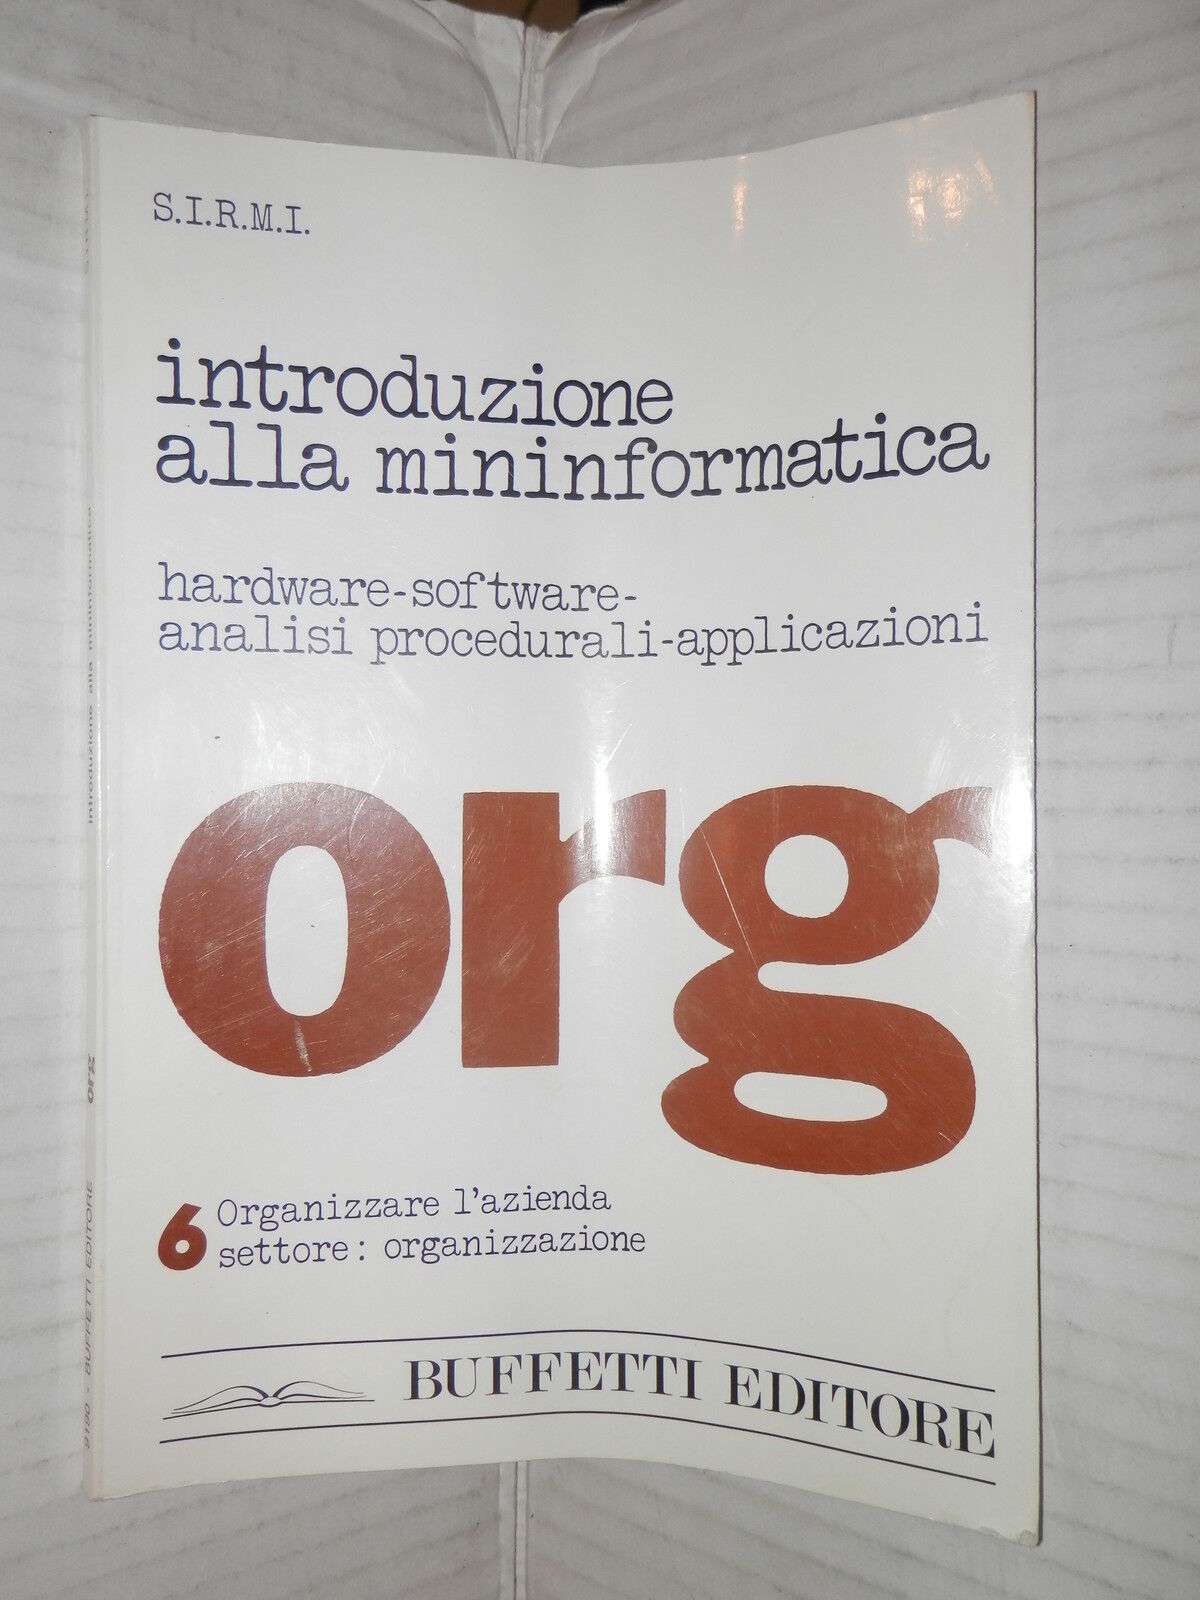 S.I.R.M.I.
introduzione
alla mininformatica
hardware-software-
analisi procedurali-applicazioni
org
6 Organizzare l'azienda
settore: organizzazione
BUFFETTI EDITORE
introduzione alla mininformatica
org
9190 - BUFFETTI EDITORE